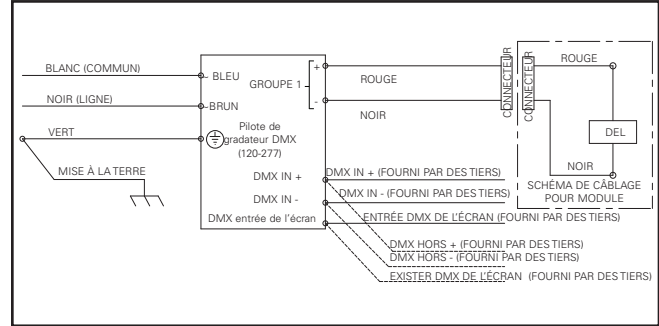 BLANC (COMMUN)
BLEU
NOIR (LIGNE)
BRUN
VERT
MISE À LA TERRE
Pilote de
gradateur DMX
(120-277)
GROUPE 1
+
-
ROUGE
NOIR
CONNECTEUR
CONNECTEUR
ROUGE
DEL
NOIR
SCHÉMA DE CÂBLAGE
POUR MODULE
DMX IN +
DMX IN + (FOURNI PAR DES TIERS)
DMX IN -
DMX IN - (FOURNI PAR DES TIERS)
DMX entrée de l'écran
ENTRÉE DMX DE L'ÉCRAN (FOURNI PAR DES TIERS)
DMX HORS + (FOURNI PAR DES TIERS)
DMX HORS - (FOURNI PAR DES TIERS)
EXISTER DMX DE L'ÉCRAN (FOURNI PAR DES TIERS)